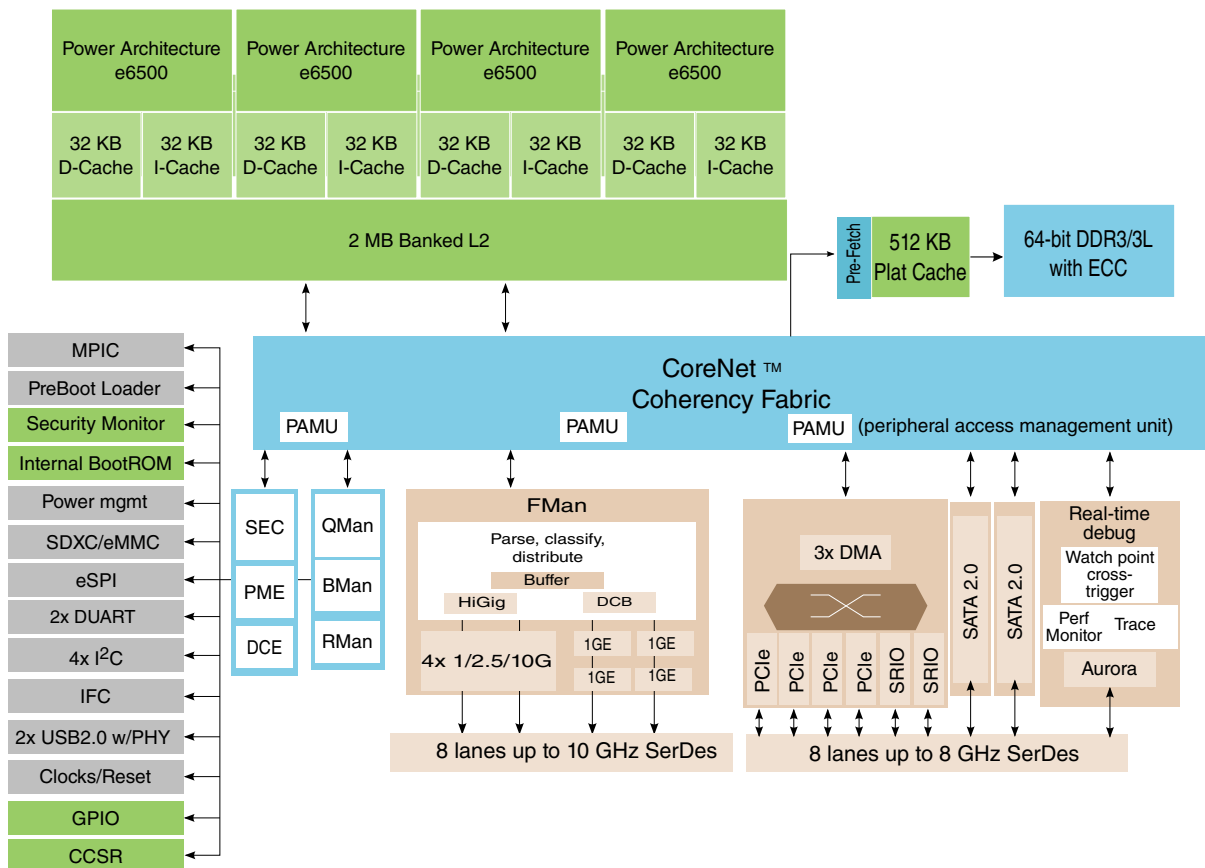 Power Architecture
e6500
Power Architecture
e6500
Power Architecture
e6500
Power Architecture
e6500
32 KB
D-Cache
32 KB
I-Cache
32 KB
D-Cache
32 KB
I-Cache
32 KB
D-Cache
32 KB
I-Cache
32 KB
D-Cache
32 KB
I-Cache
2 MB Banked L2
Pre-Fetch
512 KB
Plat Cache
64-bit DDR3/3L
with ECC
MPIC
PreBoot Loader
Security Monitor
Internal BootROM
Power mgmt
SDXC/eMMC
eSPI
2x DUART
4x I²C
IFC
2x USB2.0 w/PHY
Clocks/Reset
GPIO
CCSR
CoreNet ™
Coherency Fabric
PAMU
PAMU
PAMU
(peripheral access management unit)
SEC
PME
DCE
QMan
BMan
RMan
FMan
Parse, classify,
distribute
Buffer
HiGig
DCB
4x 1/2.5/10G
1GE
1GE
1GE
1GE
8 lanes up to 10 GHz SerDes
3x DMA
PCIe
PCIe
PCIe
PCIe
SRIO
SRIO
SATA 2.0
SATA 2.0
Real-time
debug
Watch point
cross-
trigger
Perf
Monitor
Trace
Aurora
8 lanes up to 8 GHz SerDes